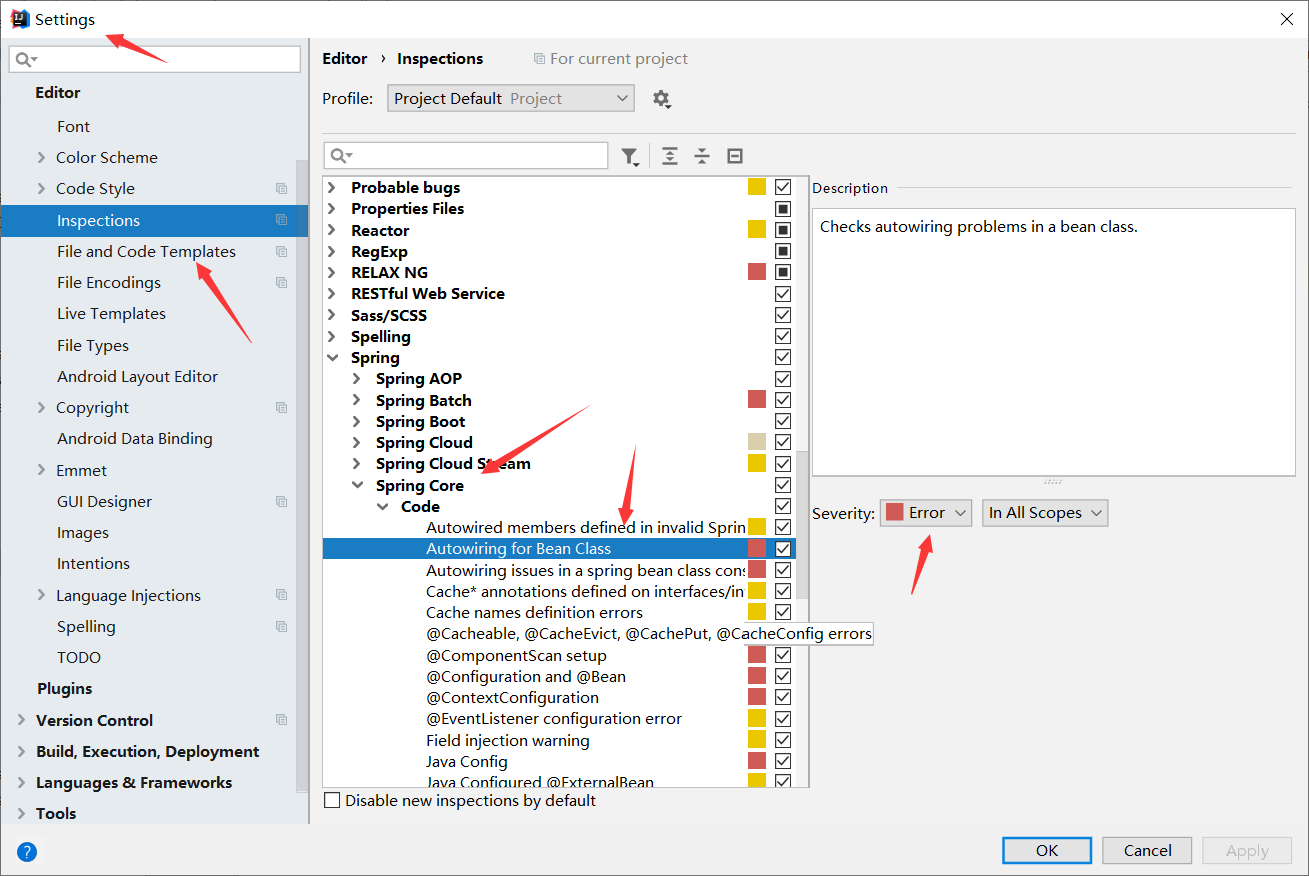 Settings
Editor
Font
Color Scheme
Code Style
Inspections
File and Code Templates
File Encodings
Live Templates
File Types
Android Layout Editor
Copyright
Android Data Binding
Emmet
GUI Designer
Images
Intentions
Language Injections
Spelling
TODO
Plugins
Version Control
Build, Execution, Deployment
Languages & Frameworks
Tools
Editor › Inspections For current project
Profile: Project Default Project
Probable bugs
Properties Files
Reactor
RegExp
RELAX NG
RESTful Web Service
Sass/SCSS
Spelling
Spring
Spring AOP
Spring Batch
Spring Boot
Spring Cloud
Spring Cloud Stream
Spring Core
Code
Autowired members defined in invalid Sprin
Autowiring for Bean Class
Autowiring issues in a spring bean class cons
Cache* annotations defined on interfaces/in
Cache names definition errors
@Cacheable, @CacheEvict, @CachePut, @CacheConfig errors
@ComponentScan setup
@Configuration and @Bean
@ContextConfiguration
@EventListener configuration error
Field injection warning
Java Config
Java Configured @ExternalBean
Disable new inspections by default
Description
Checks autowiring problems in a bean class.
Severity: Error In All Scopes
? OK Cancel Apply